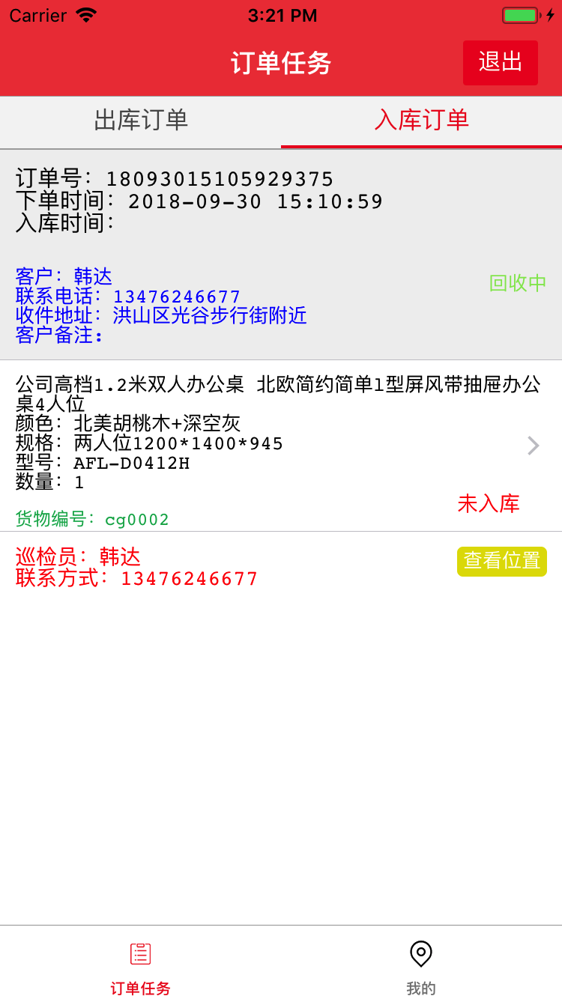 Carrier 3:21 PM
订单任务 退出
出库订单 入库订单
订单号：18093015105929375
下单时间：2018-09-30 15:10:59
入库时间：
客户：韩达
回收中
联系电话：13476246677
收件地址：洪山区光谷步行街附近
客户备注：
公司高档1.2米双人办公桌 北欧简约简单l型屏风带抽屉办公
桌4人位
颜色：北美胡桃木+深空灰
规格：两人位1200*1400*945
型号：AFL-D0412H
数量：1
未入库
货物编号：cg0002
巡检员：韩达 查看位置
联系方式：13476246677
订单任务 我的